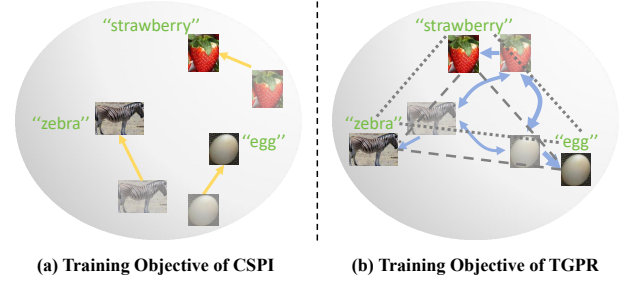 “strawberry”
“zebra”
“egg”
(a) Training Objective of CSPI
“strawberry”
“zebra”
“egg”
(b) Training Objective of TGPR